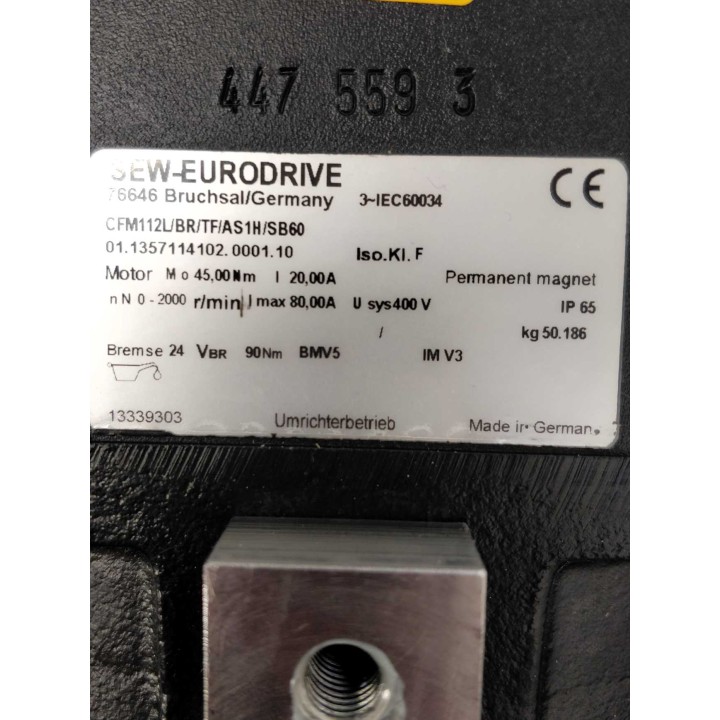 447 559 3
SEW-EURODRIVE
76646 Bruchsal/Germany 3~IEC60034
CFM112L/BR/TF/AS1H/SB60
01.1357114102.0001.10 Iso.Kl. F
Motor Mo 45,00Nm I 20,00A Permanent magnet
nN 0-2000 r/min I max 80,00A U sys400 V IP 65
/ kg 50.186
Bremse 24 VBR 90Nm BMV5 IM V3
13339303 Umrichterbetrieb Made in German